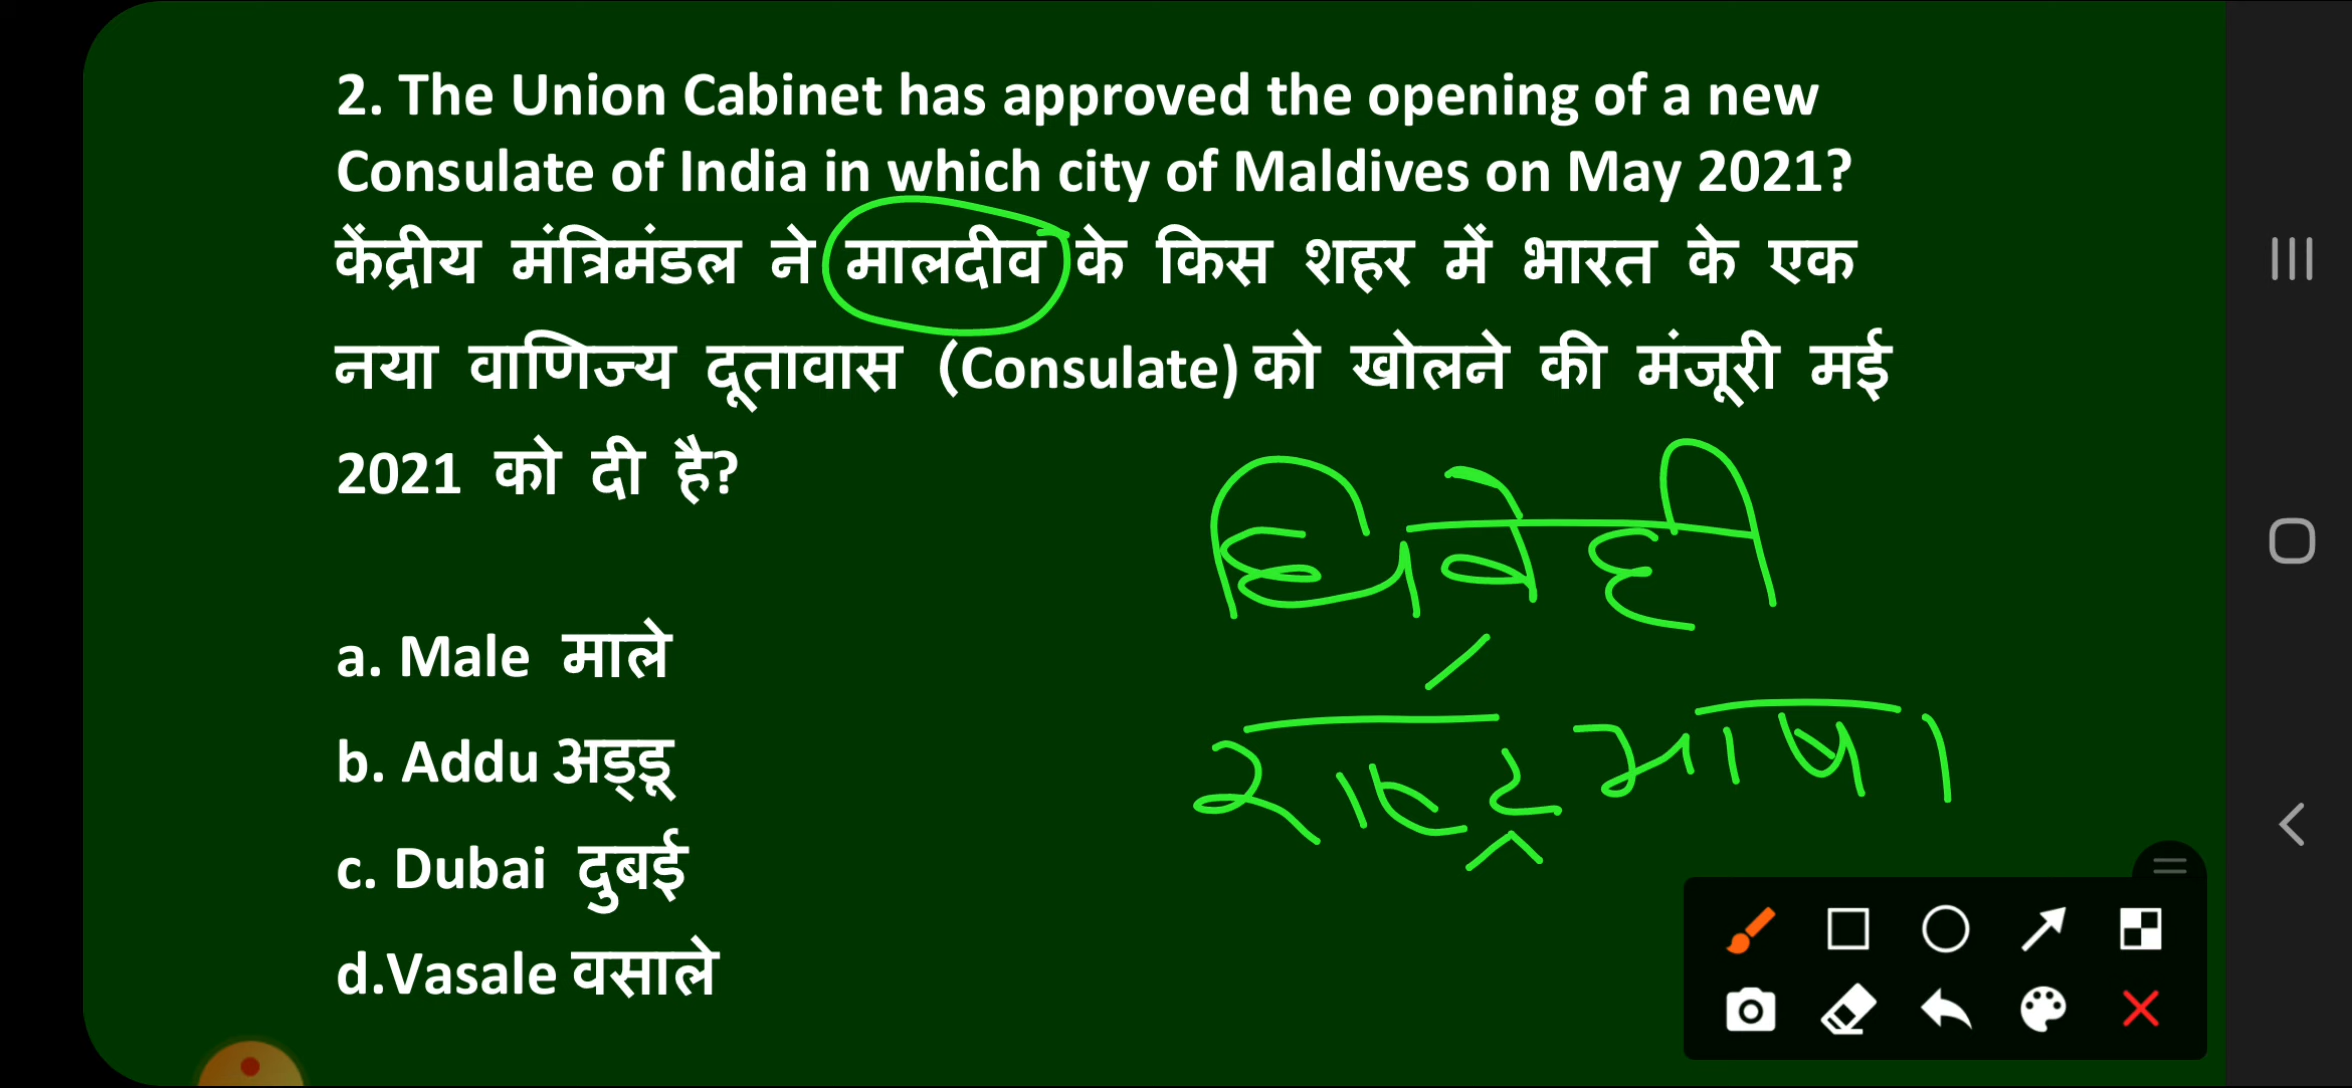 2. The Union Cabinet has approved the opening of a new
Consulate of India in which city of Maldives on May 2021?
केंद्रीय मंत्रिमंडल ने मालदीव के किस शहर में भारत के एक
नया वाणिज्य दूतावास (Consulate) को खोलने की मंजूरी मई
2021 को दी है?
a. Male माले
b. Addu अड्डू
c. Dubai दुबई
d.Vasale वसाले